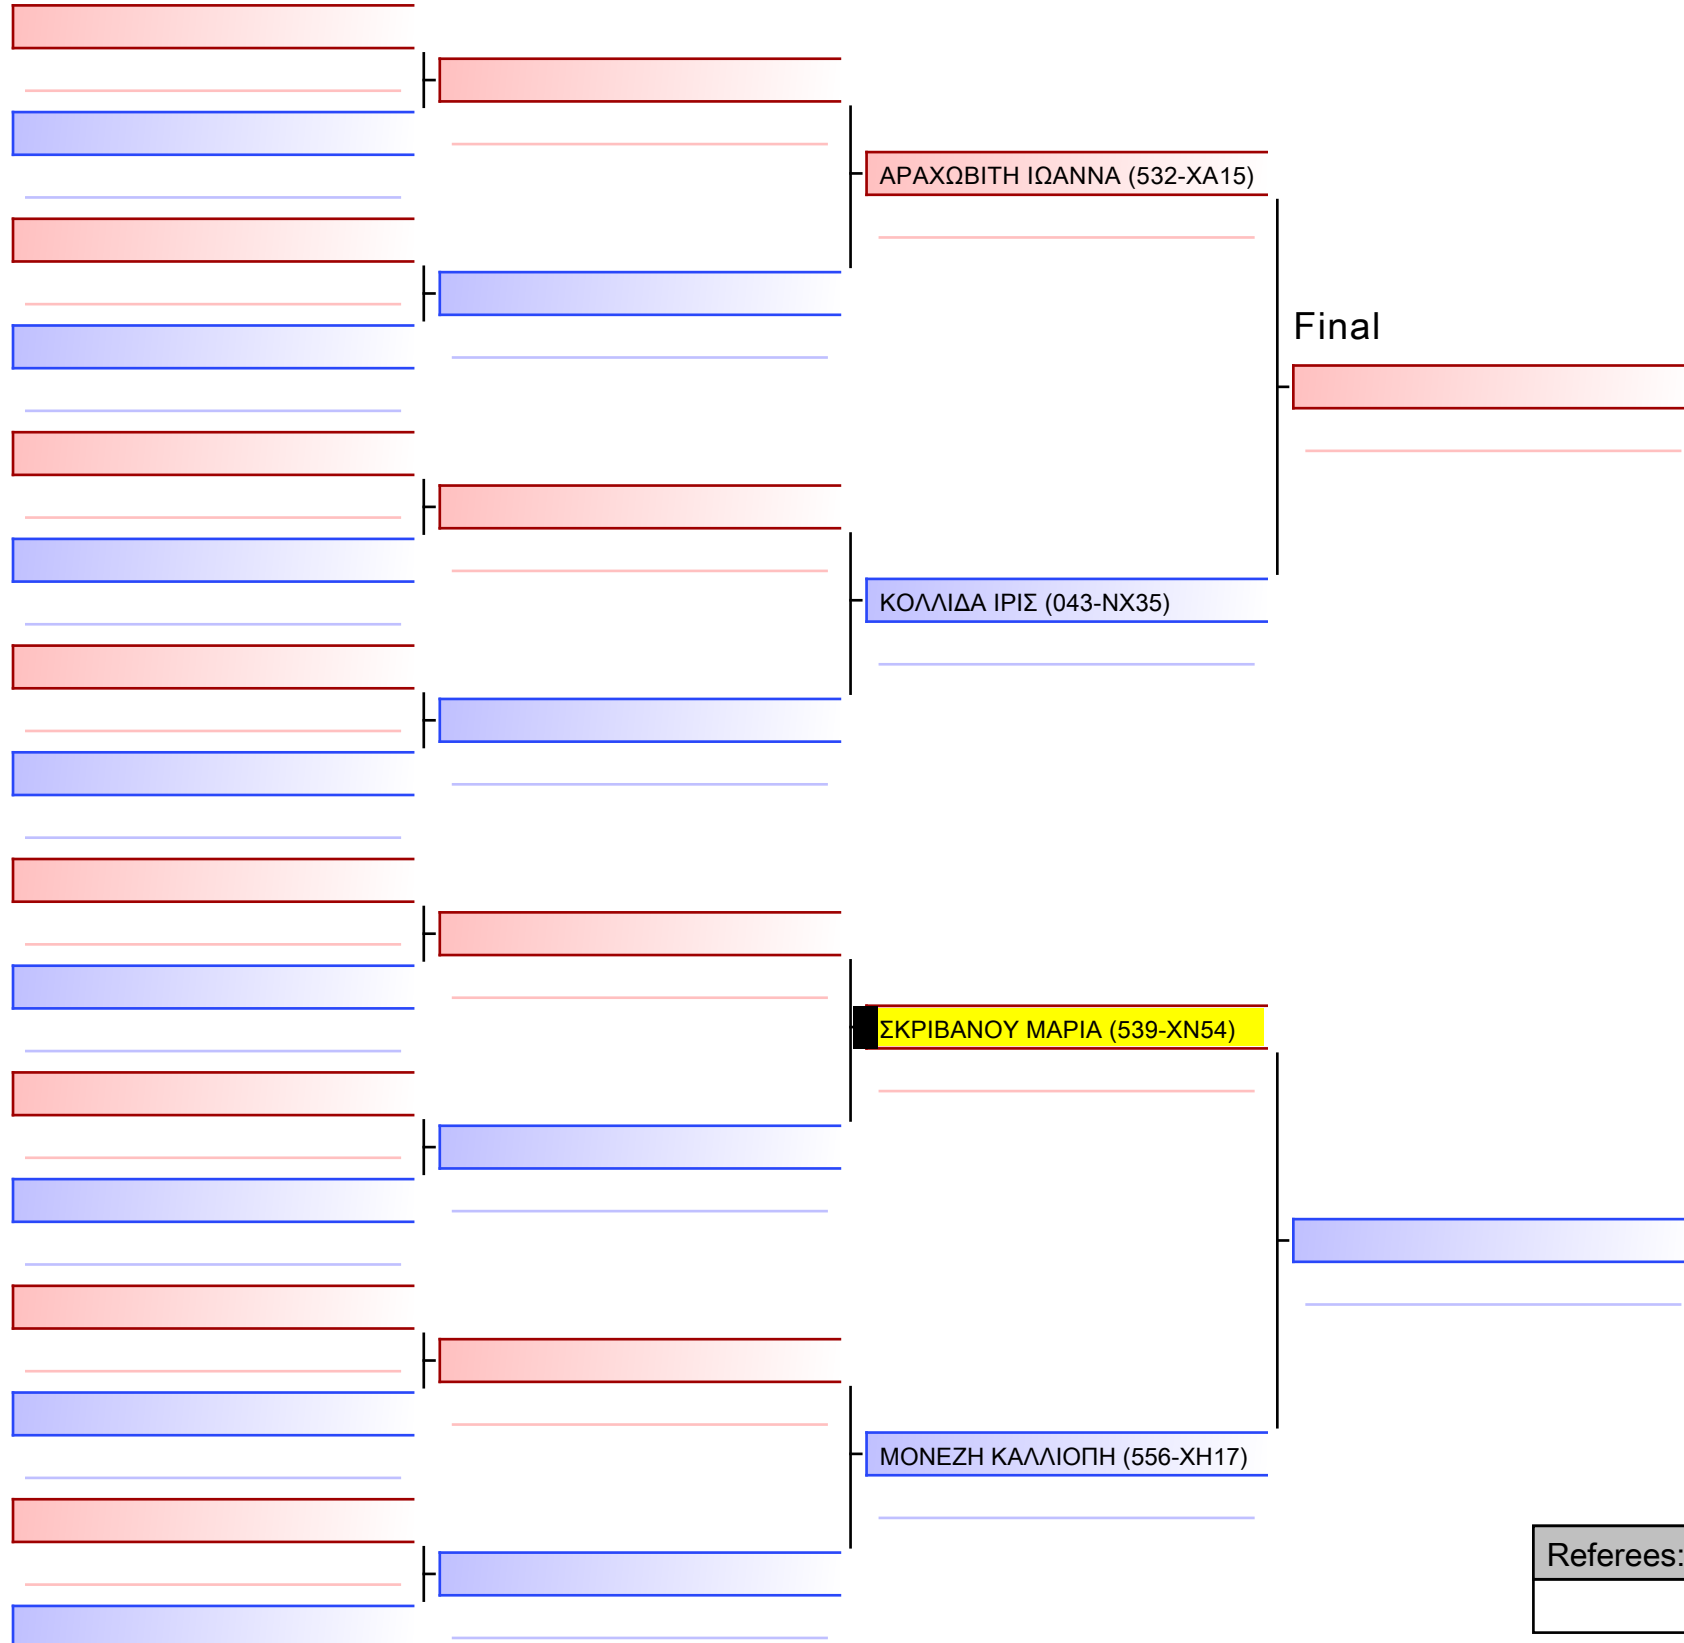 ΑΡΑΧΩΒΙΤΗ ΙΩΑΝΝΑ (532-ΧΑ15)
Final
ΚΟΛΛΙΔΑ ΙΡΙΣ (043-ΝΧ35)
ΣΚΡΙΒΑΝΟΥ ΜΑΡΙΑ (539-ΧΝ54)
ΜΟΝΕΖΗ ΚΑΛΛΙΟΠΗ (556-ΧΗ17)
Referees: